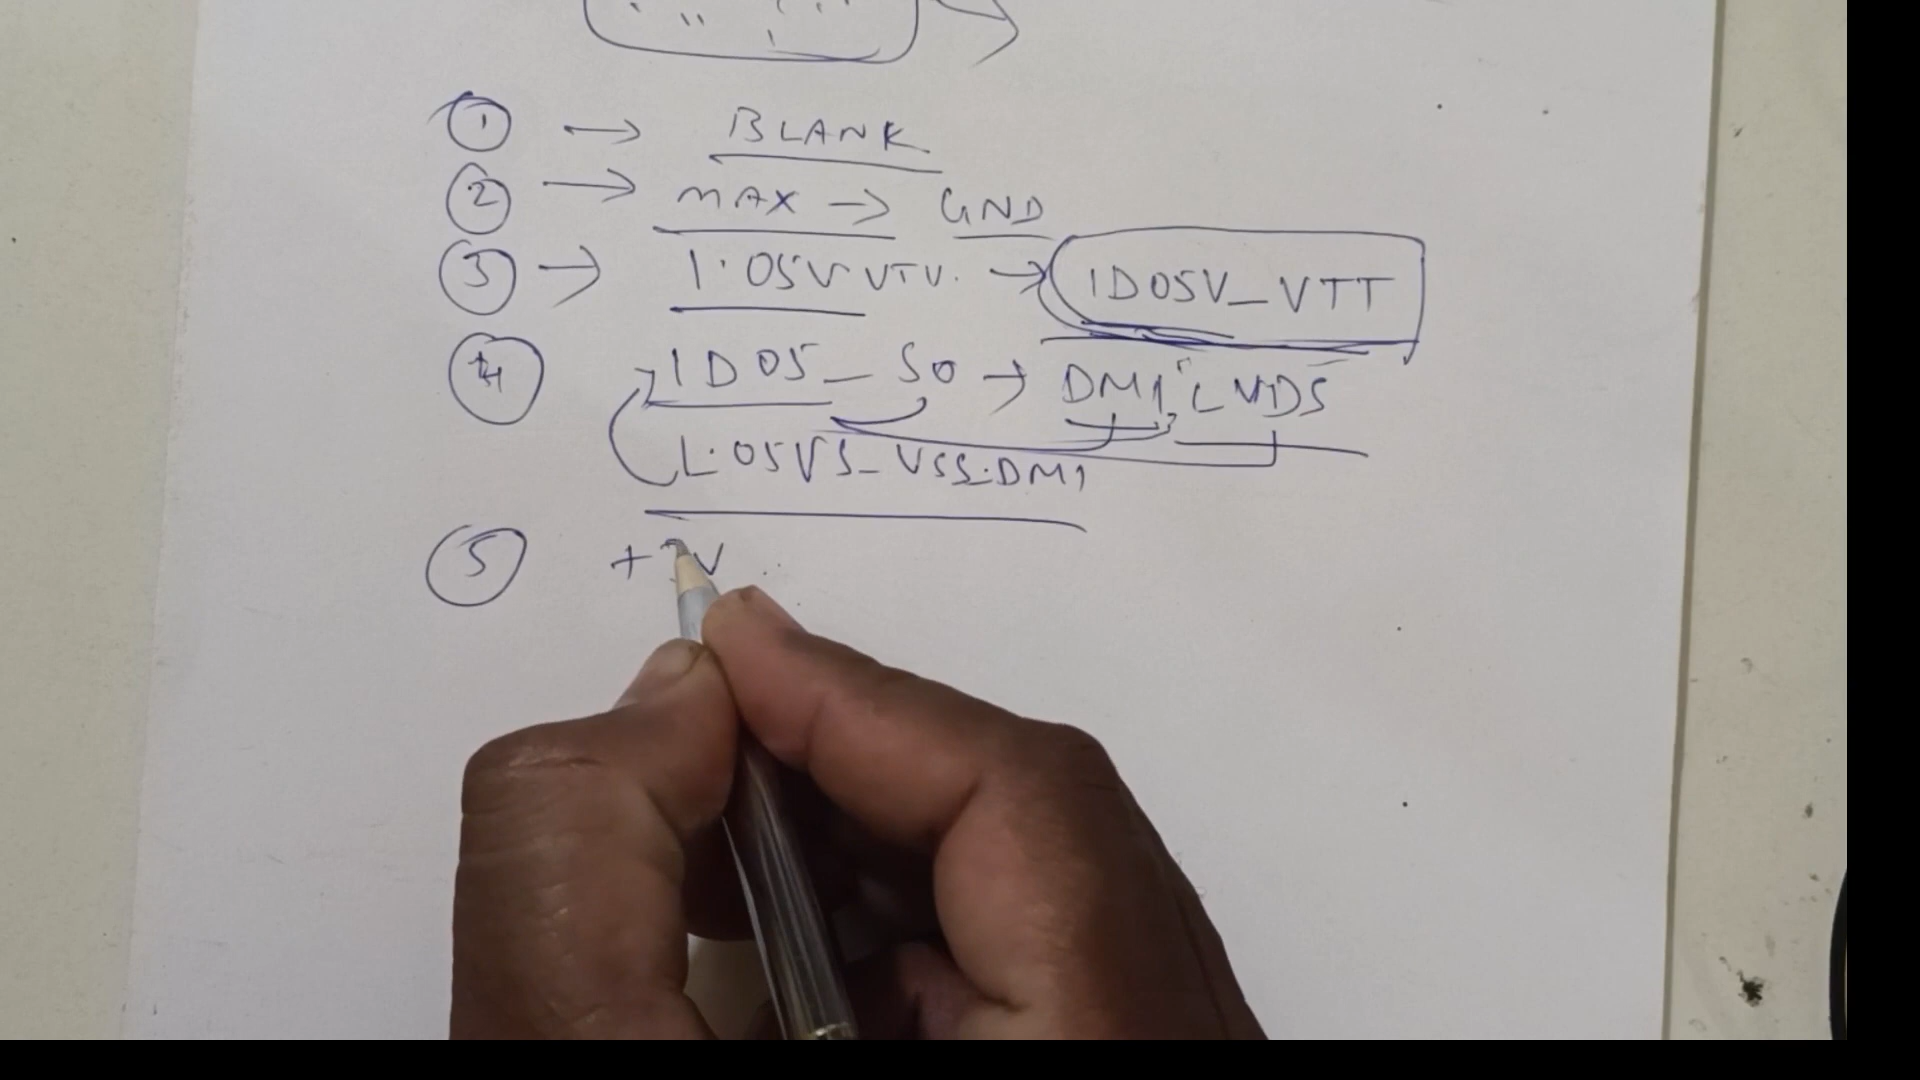 1 → BLANK
2 → MAX → GND
3 → 1.05V VTV. → 1D05V_VTT
4 1D05_S0 → DM1 LVDS
1.05VS_VSS.DM1
5 + V